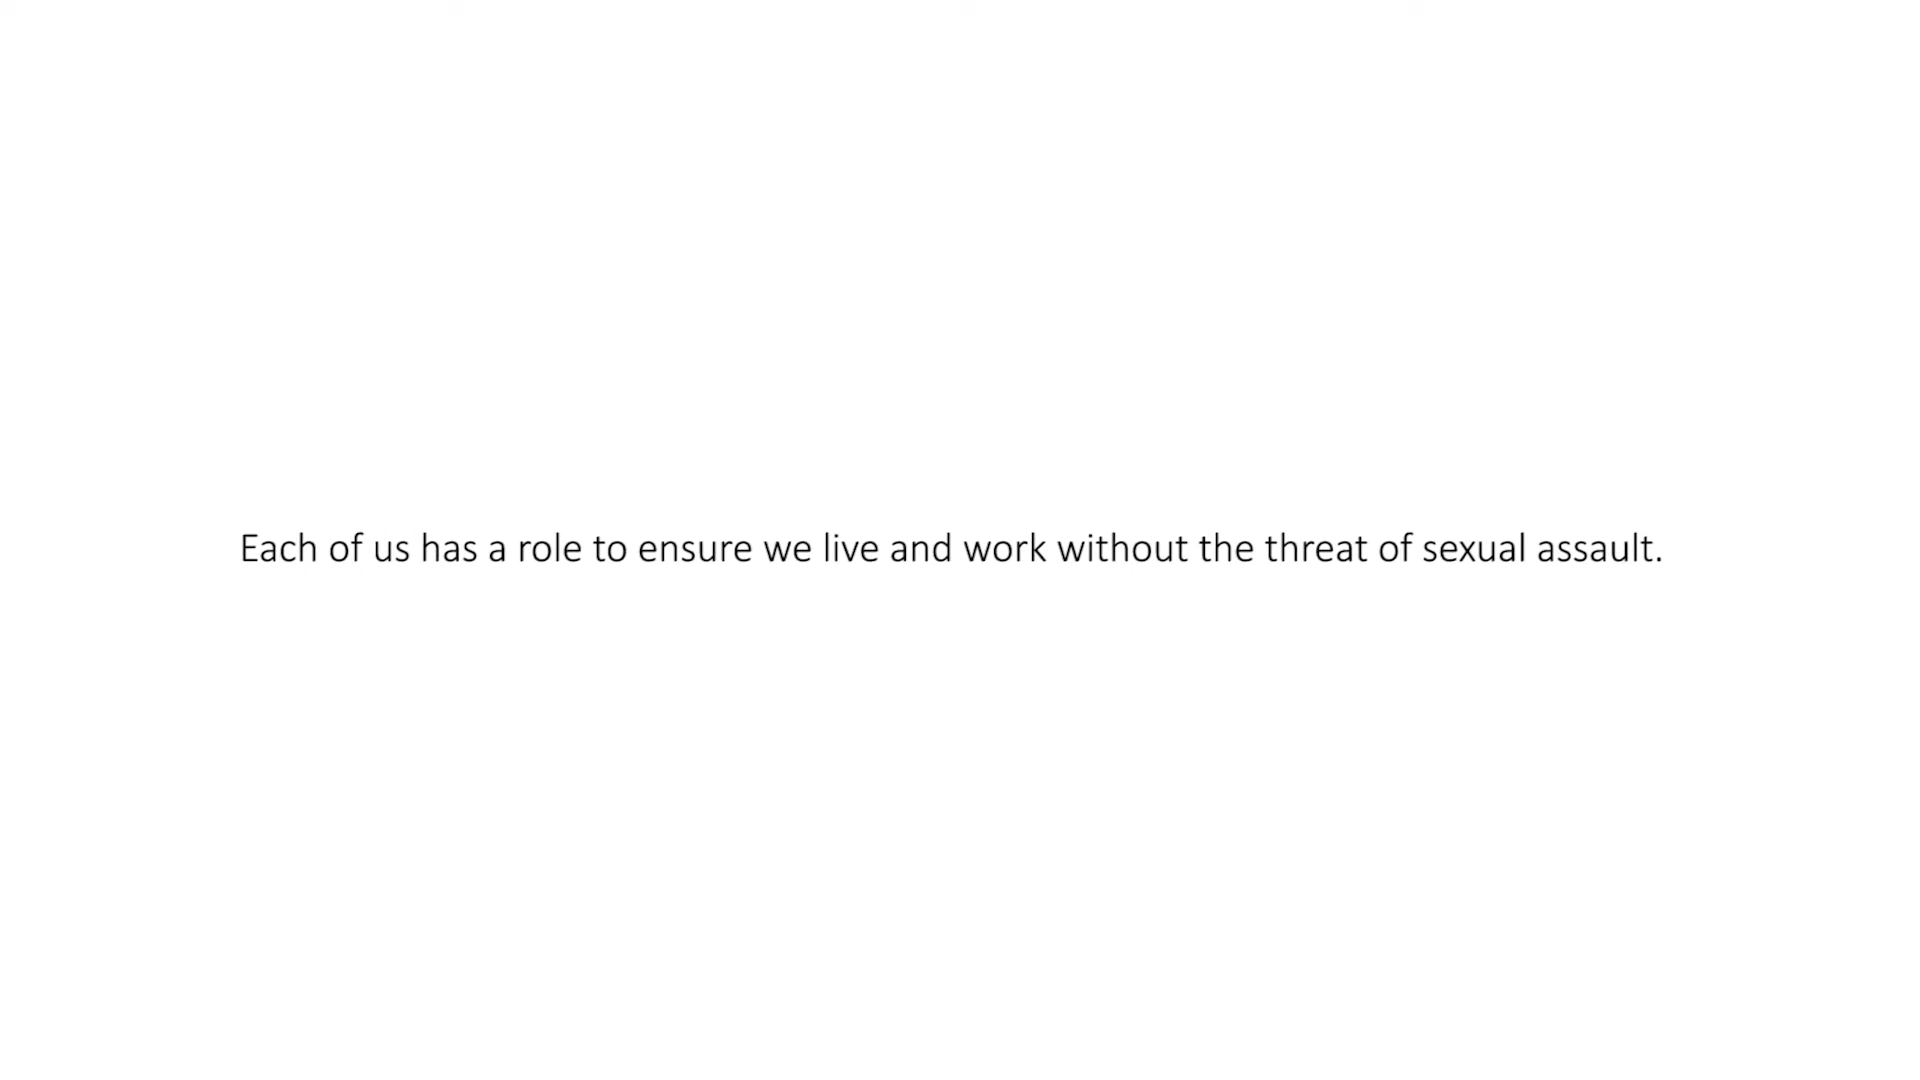 Each of us has a role to ensure we live and work without the threat of sexual assault.